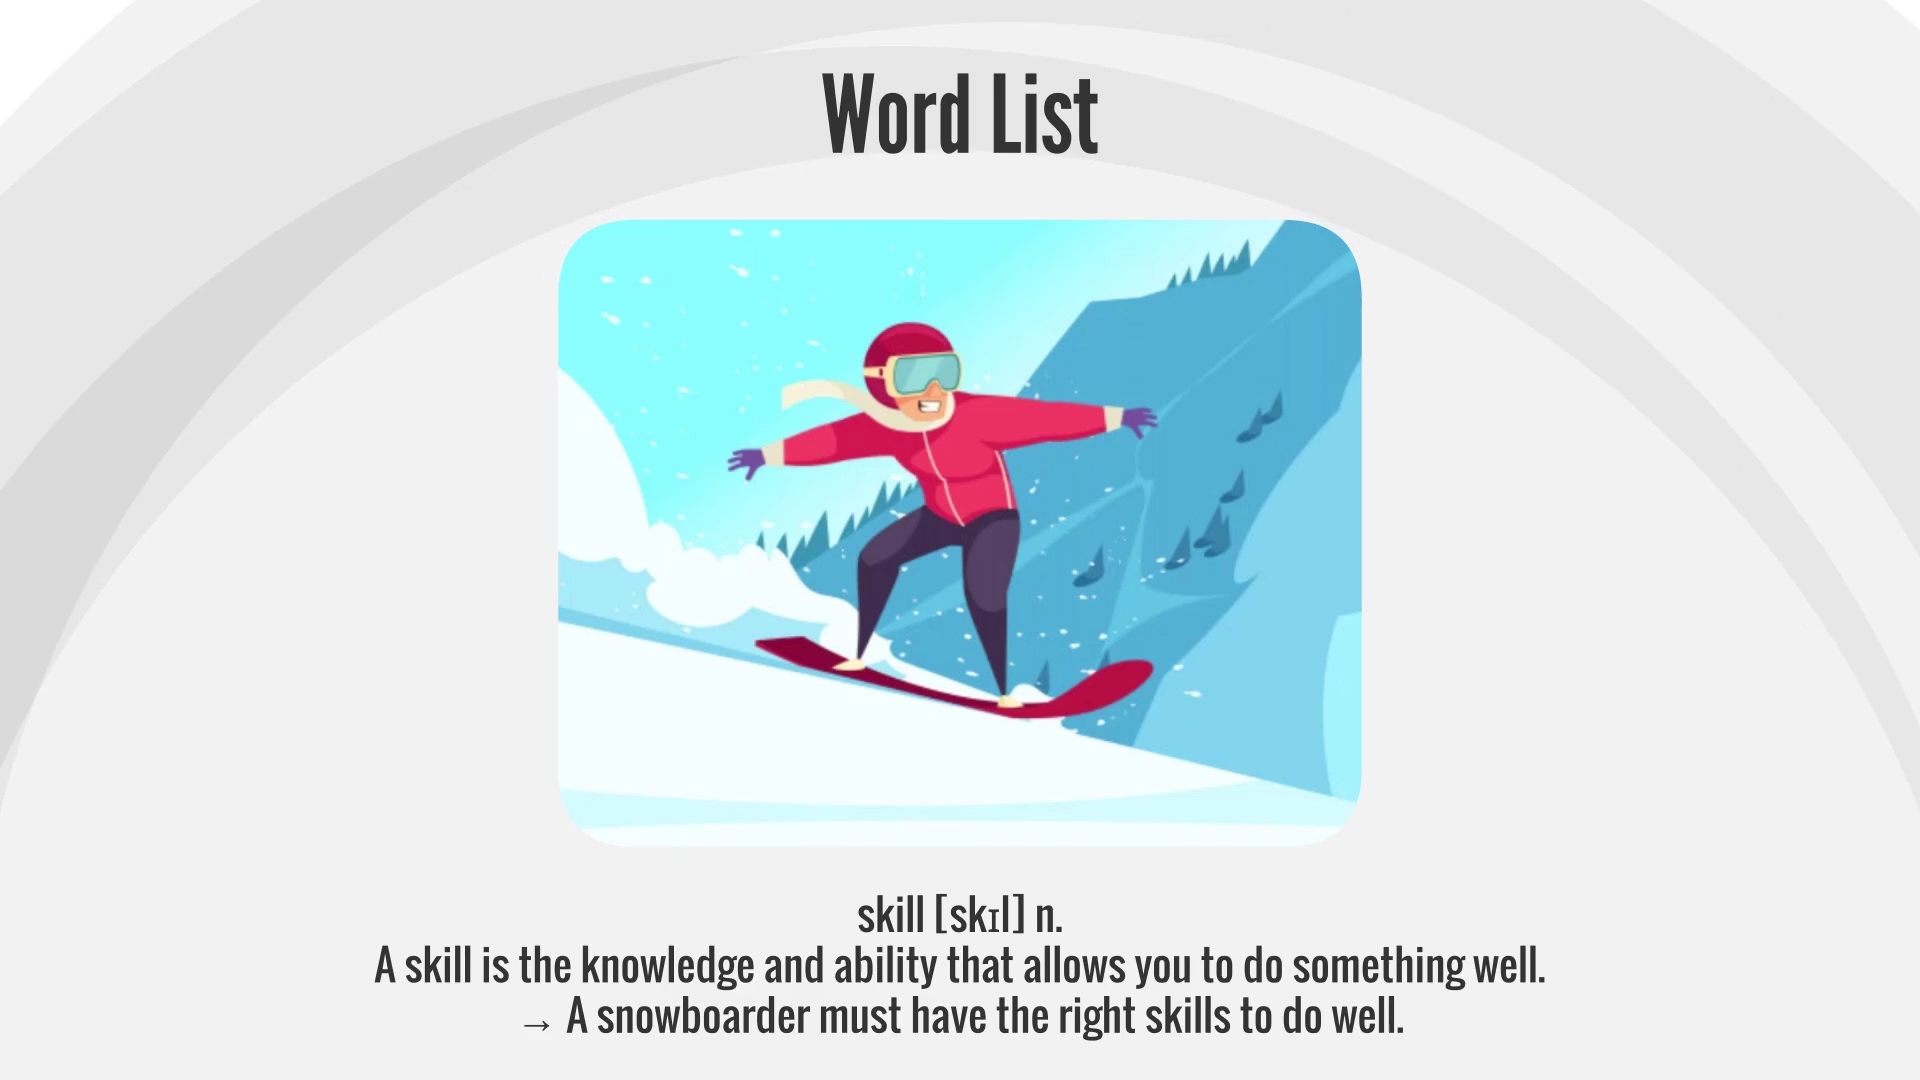 Word List
skill [skɪl] n.
A skill is the knowledge and ability that allows you to do something well.
→ A snowboarder must have the right skills to do well.